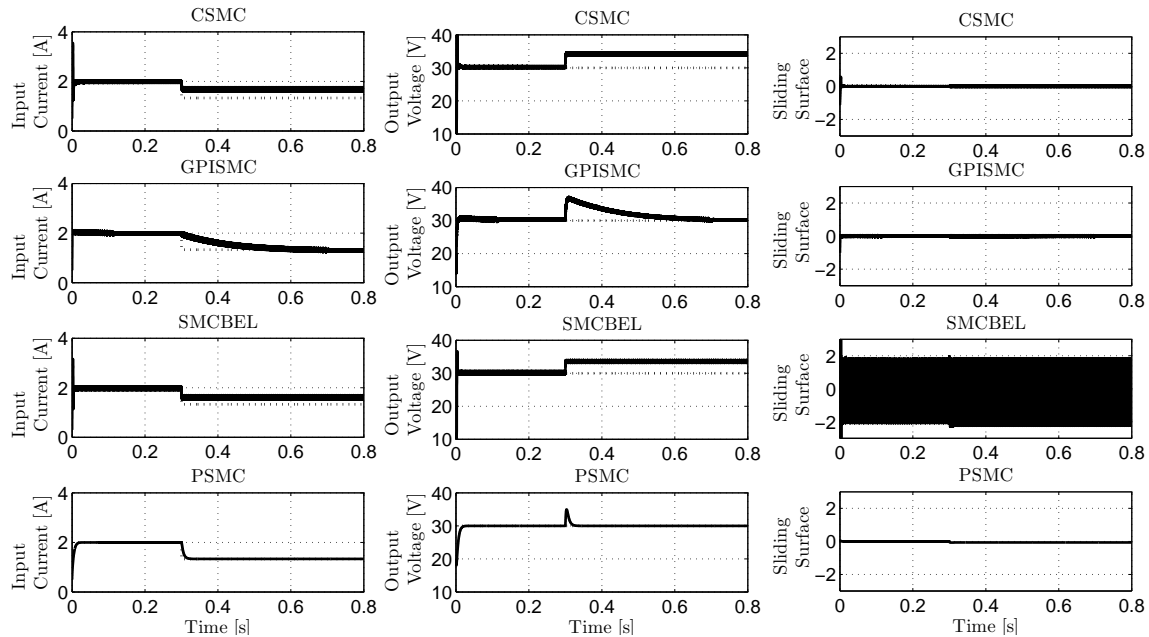 CSMC
CSMC
CSMC
Input
Current [A]
4
2
0
0
0.2
0.4
0.6
0.8
Output
Voltage [V]
40
30
20
10
0
0.2
0.4
0.6
0.8
Sliding
Surface
2
0
−2
0
0.2
0.4
0.6
0.8
GPISMC
GPISMC
GPISMC
Input
Current [A]
4
2
0
0
0.2
0.4
0.6
0.8
Output
Voltage [V]
40
30
20
10
0
0.2
0.4
0.6
0.8
Sliding
Surface
2
0
−2
0
0.2
0.4
0.6
0.8
SMCBEL
SMCBEL
SMCBEL
Input
Current [A]
4
2
0
0
0.2
0.4
0.6
0.8
Output
Voltage [V]
40
30
20
10
0
0.2
0.4
0.6
0.8
Sliding
Surface
2
0
−2
0
0.2
0.4
0.6
0.8
PSMC
PSMC
PSMC
Input
Current [A]
4
2
0
0
0.2
0.4
0.6
0.8
Output
Voltage [V]
40
30
20
10
0
0.2
0.4
0.6
0.8
Sliding
Surface
2
0
−2
0
0.2
0.4
0.6
0.8
Time [s]
Time [s]
Time [s]